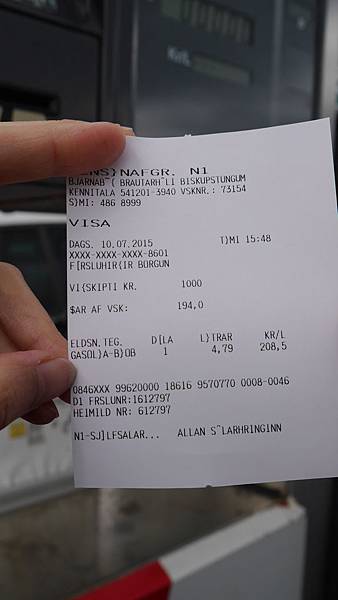 NAFGR. N1
BJARNAB˜{ BRAUTARH˜LI BISKUPSTUNGUM
KENNITALA 541201-3940 VSKNR.: 73154
S}MI: 486 8999
VISA
DAGS. 10.07.2015 T}MI 15:48
XXXX-XXXX-XXXX-8601
F[RSLUHIR{IR BORGUN
VI{SKIPTI KR. 1000
$AR AF VSK: 194,0
ELDSN.TEG. D[LA L}TRAR KR/L
GASOL}A-B}OB 1 4,79 208,5
0846XXX 99620000 18616 9570770 0008-0046
D1 FRSLUNR:1612797
HEIMILD NR: 612797
N1-SJ]LFSALAR... ALLAN S˜LARHRINGINN